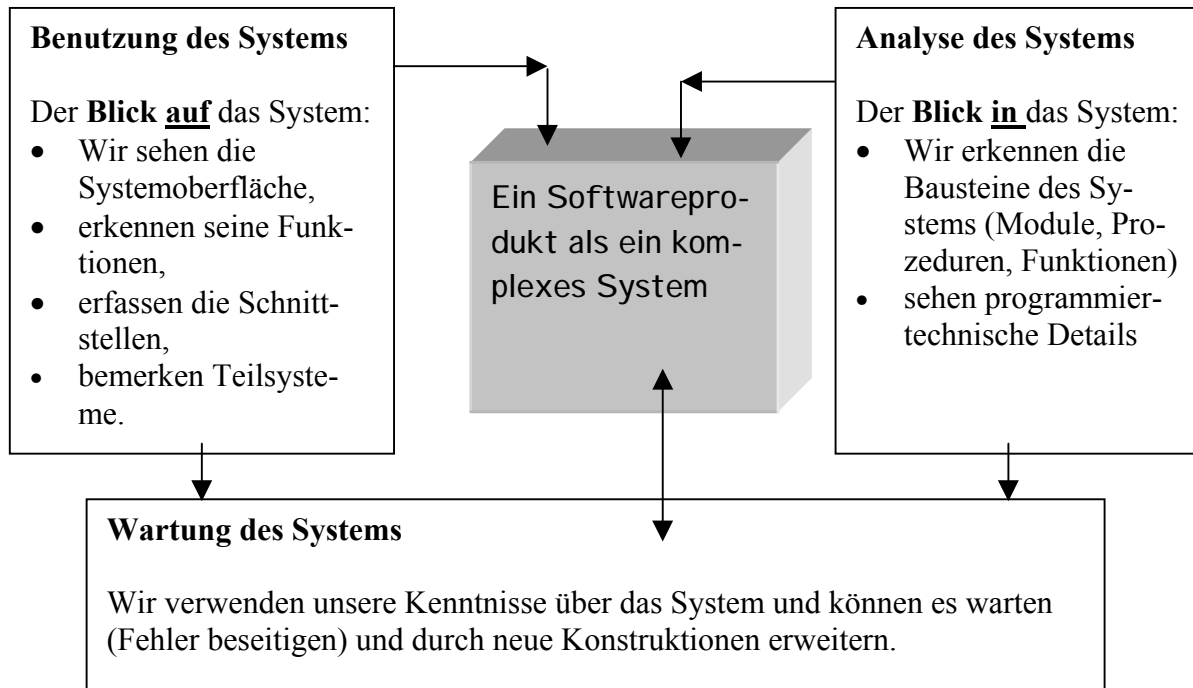 Benutzung des Systems
Der Blick auf das System:
• Wir sehen die
Systemoberfläche,
• erkennen seine Funk-
tionen,
• erfassen die Schnitt-
stellen,
• bemerken Teilsyste-
me.
Ein Softwarepro-
dukt als ein kom-
plexes System
Analyse des Systems
Der Blick in das System:
• Wir erkennen die
Bausteine des Sy-
stems (Module, Pro-
zeduren, Funktionen)
• sehen programmier-
technische Details
Wartung des Systems
Wir verwenden unsere Kenntnisse über das System und können es warten
(Fehler beseitigen) und durch neue Konstruktionen erweitern.